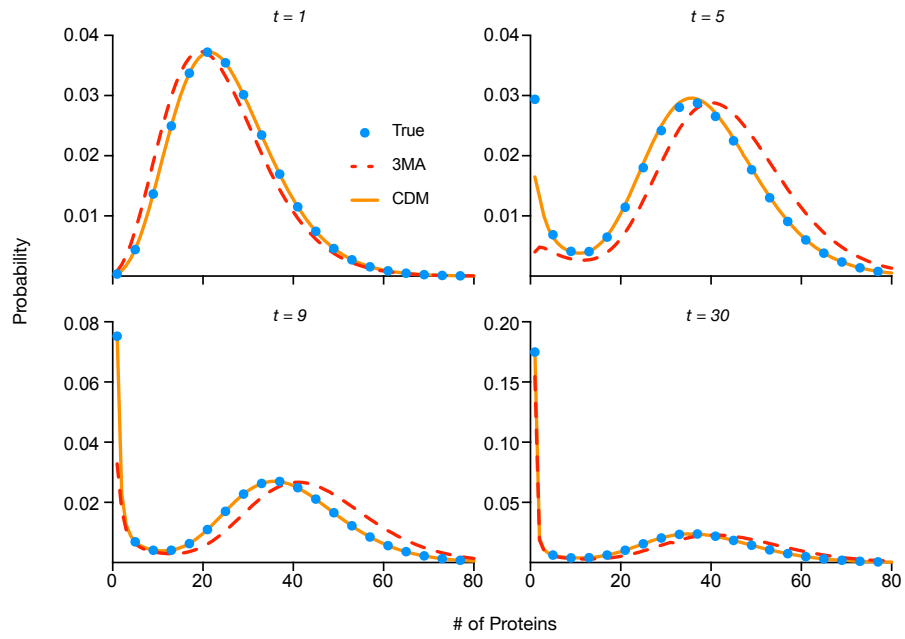 t = 1
t = 5
0.04
0.03
0.02
0.01
True
3MA
CDM
0.04
0.03
0.02
0.01
Probability
t = 9
t = 30
0.08
0.06
0.04
0.02
0.20
0.15
0.10
0.05
0 20 40 60 80
0 20 40 60 80
# of Proteins